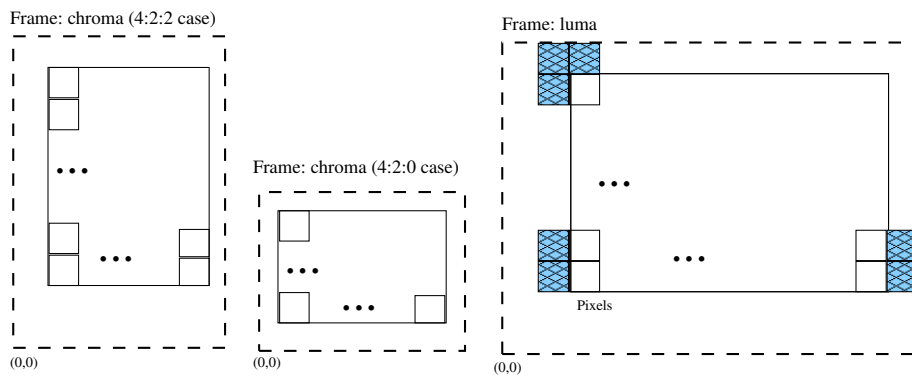 Frame: chroma (4:2:2 case)
Frame: luma
Frame: chroma (4:2:0 case)
Pixels
(0,0)
(0,0)
(0,0)